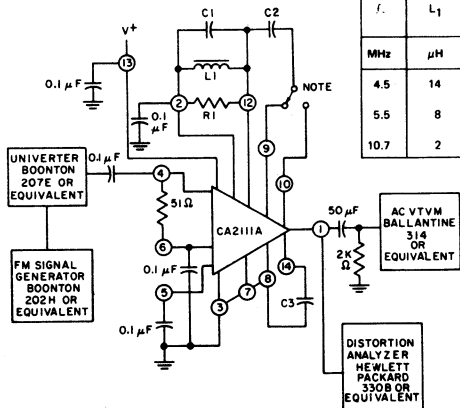 C1
C2
f.
L1
V+
MHz
μH
13
0.1 μF
L1
4.5
14
2
R1
12
NOTE
5.5
8
0.1
μF
10.7
2
9
UNIVERTER
BOONTON
207E OR
EQUIVALENT
0.1 μF
4
10
51Ω
CA2111A
50 μF
AC VTVM
BALLANTINE
314
OR
EQUIVALENT
1
FM SIGNAL
GENERATOR
BOONTON
202H OR
EQUIVALENT
6
0.1 μF
2K
Ω
5
3
7
8
14
C3
0.1 μF
DISTORTION
ANALYZER
HEWLETT
PACKARD
330B OR
EQUIVALENT